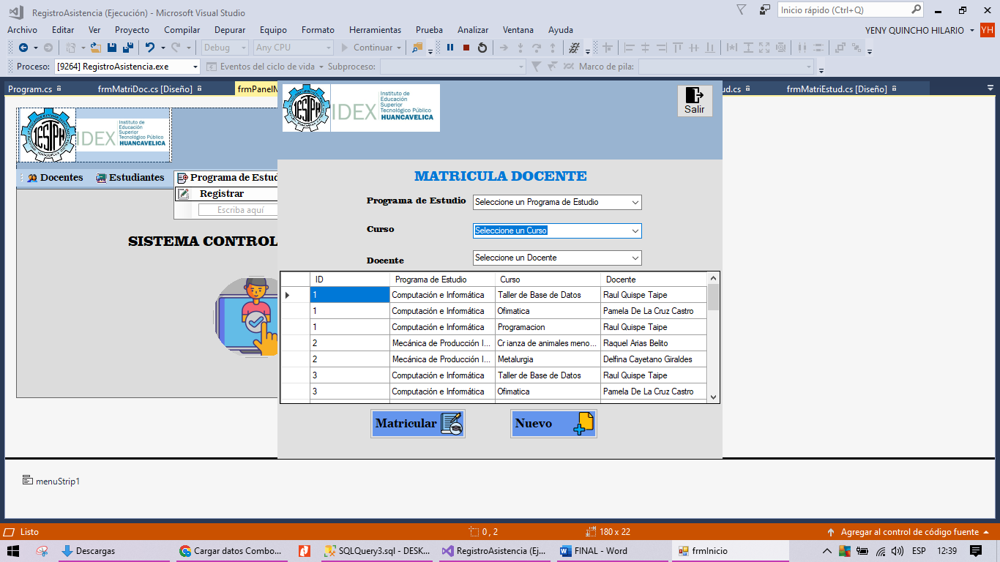 RegistroAsistencia (Ejecución) - Microsoft Visual Studio
Inicio rápido (Ctrl+Q)
Archivo Editar Ver Proyecto Compilar Depurar Equipo Formato Herramientas Prueba Analizar Ventana Ayuda
YENY QUINCHO HILARIO YH
Debug Any CPU Continuar
Proceso: [9264] RegistroAsistencia.exe Eventos del ciclo de vida Subproceso: Marco de pila:
Program.cs frmMatriDoc.cs [Diseño] frmPanelM ud.cs frmMatriEstud.cs [Diseño]
IESTPH
IDEX
Instituto de
Educación
Superior
Tecnológico Público
HUANCAVELICA
Docentes Estudiantes Programa de Estud
Registrar
Escriba aquí
SISTEMA CONTROL
IDEX
Instituto de
Educación
Superior
Tecnológico Público
HUANCAVELICA
Salir
MATRICULA DOCENTE
Programa de Estudio Seleccione un Programa de Estudio
Curso Seleccione un Curso
Docente Seleccione un Docente
ID Programa de Estudio Curso Docente
1 Computación e Informática Taller de Base de Datos Raul Quispe Taipe
1 Computación e Informática Ofimatica Pamela De La Cruz Castro
1 Computación e Informática Programacion Raul Quispe Taipe
2 Mecánica de Producción I... Cr ianza de animales meno... Raquel Arias Belito
2 Mecánica de Producción I... Metalurgia Delfina Cayetano Giraldes
3 Computación e Informática Taller de Base de Datos Raul Quispe Taipe
3 Computación e Informática Ofimatica Pamela De La Cruz Castro
Matricular Nuevo
menuStrip1
Listo 0 , 2 180 x 22 Agregar al control de código fuente
Descargas Cargar datos Combo... SQLQuery3.sql - DESK... RegistroAsistencia (Ej... FINAL - Word frmInicio ESP 12:39